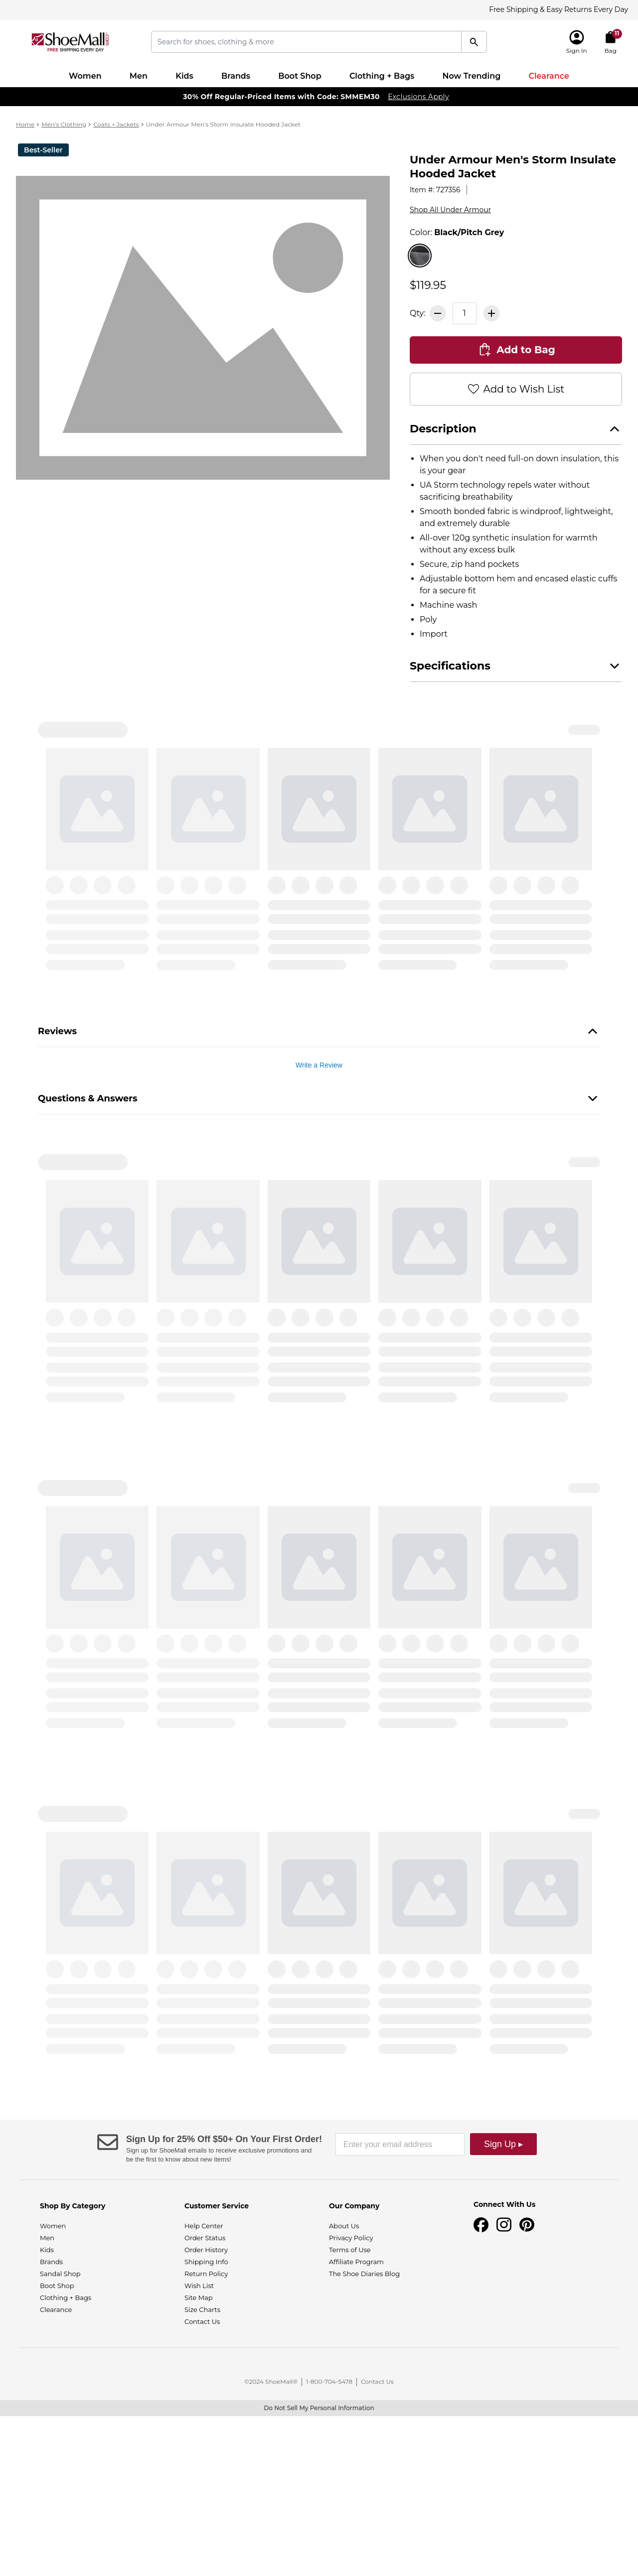 Free Shipping & Easy Returns Every Day
ShoeMall.com
FREE SHIPPING EVERY DAY
Search for shoes, clothing & more
Sign In
11
Bag
Women Men Kids Brands Boot Shop Clothing + Bags Now Trending Clearance
30% Off Regular-Priced Items with Code: SMMEM30 Exclusions Apply
Home > Men's Clothing > Coats + Jackets > Under Armour Men's Storm Insulate Hooded Jacket
Best-Seller
Under Armour Men's Storm Insulate
Hooded Jacket
Item #: 727356
Shop All Under Armour
Color: Black/Pitch Grey
$119.95
Qty: 1
Add to Bag
Add to Wish List
Description
• When you don't need full-on down insulation, this
is your gear
• UA Storm technology repels water without
sacrificing breathability
• Smooth bonded fabric is windproof, lightweight,
and extremely durable
• All-over 120g synthetic insulation for warmth
without any excess bulk
• Secure, zip hand pockets
• Adjustable bottom hem and encased elastic cuffs
for a secure fit
• Machine wash
• Poly
• Import
Specifications
Reviews
Write a Review
Questions & Answers
Sign Up for 25% Off $50+ On Your First Order!
Sign up for ShoeMall emails to receive exclusive promotions and
be the first to know about new items!
Enter your email address
Sign Up ▸
Shop By Category
Women
Men
Kids
Brands
Sandal Shop
Boot Shop
Clothing + Bags
Clearance
Customer Service
Help Center
Order Status
Order History
Shipping Info
Return Policy
Wish List
Site Map
Size Charts
Contact Us
Our Company
About Us
Privacy Policy
Terms of Use
Affiliate Program
The Shoe Diaries Blog
Connect With Us
©2024 ShoeMall® | 1-800-704-5478 | Contact Us
Do Not Sell My Personal Information